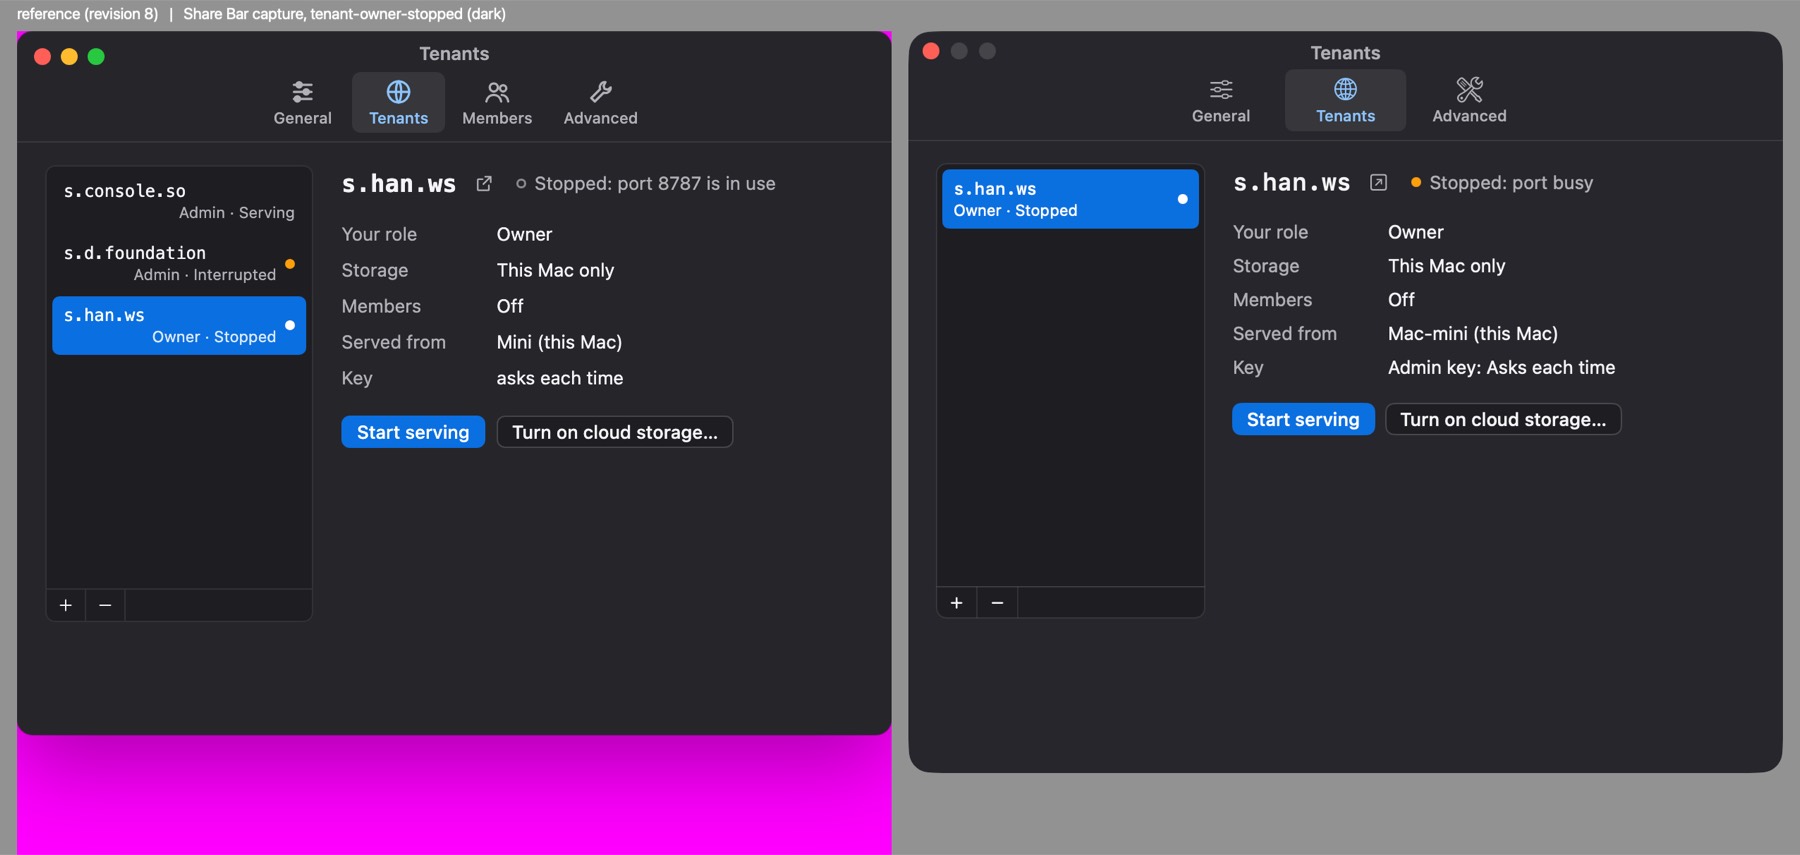 reference (revision 8) | Share Bar capture, tenant-owner-stopped (dark)
Tenants
General
Tenants
Members
Advanced
s.console.so
Admin · Serving
s.d.foundation
Admin · Interrupted
s.han.ws
Owner · Stopped
+ −
s.han.ws
Stopped: port 8787 is in use
Your role Owner
Storage This Mac only
Members Off
Served from Mini (this Mac)
Key asks each time
Start serving
Turn on cloud storage...
Tenants
General
Tenants
Advanced
s.han.ws
Owner · Stopped
+ −
s.han.ws
Stopped: port busy
Your role Owner
Storage This Mac only
Members Off
Served from Mac-mini (this Mac)
Key Admin key: Asks each time
Start serving
Turn on cloud storage...